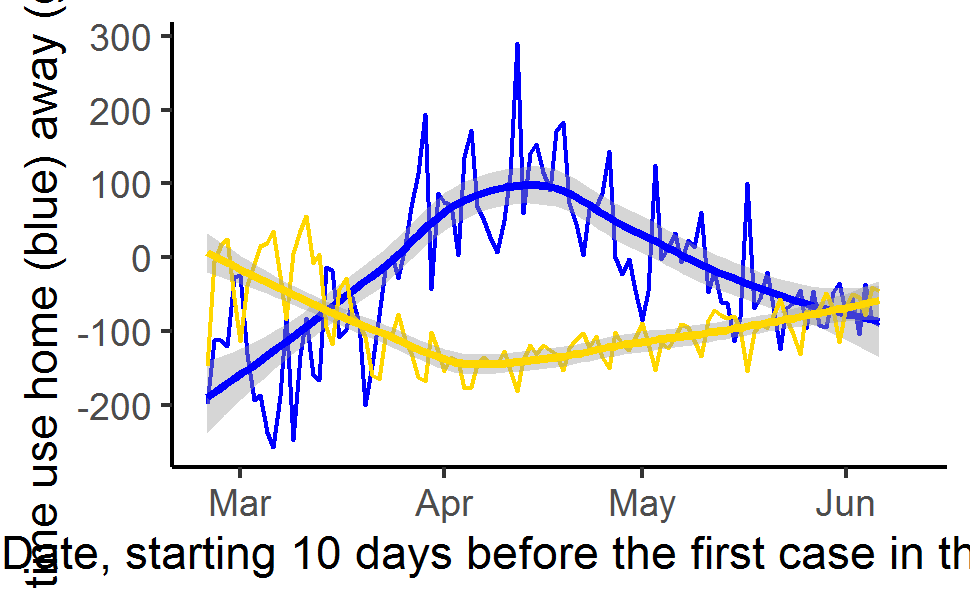 time use home (blue) away (
300
200
100
0
-100
-200
Mar Apr May Jun
Date, starting 10 days before the first case in th